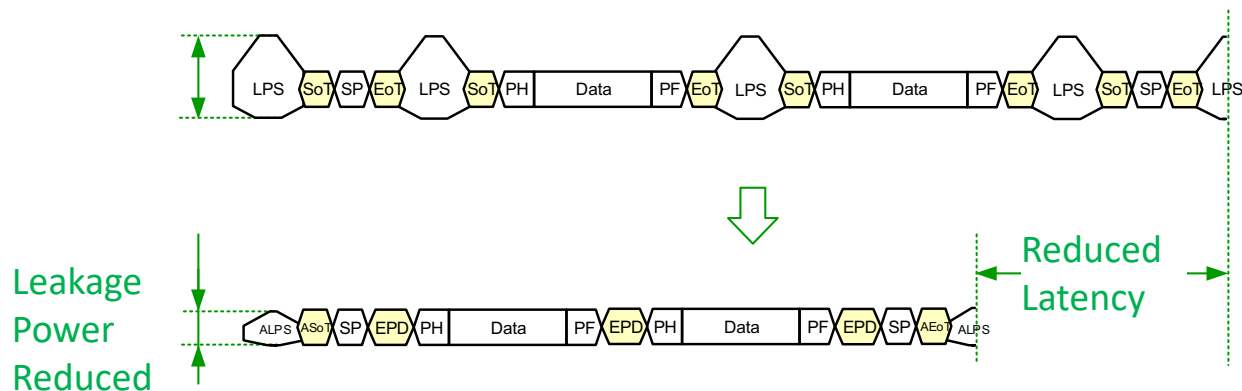 LPS SoT SP EoT LPS SoT PH Data PF EoT LPS SoT PH Data PF EoT LPS SoT SP EoT LPS
Reduced
Latency
Leakage
Power
Reduced
ALPS ASoT SP EPD PH Data PF EPD PH Data PF EPD SP AEoT ALPS